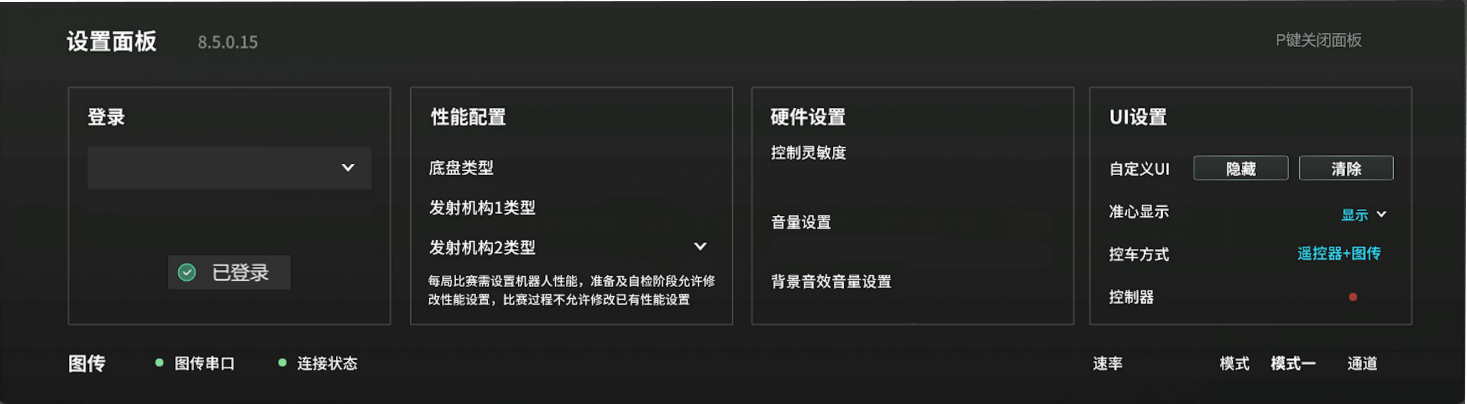 设置面板 8.5.0.15 P键关闭面板
登录
已登录
性能配置
底盘类型
发射机构1类型
发射机构2类型
每局比赛需设置机器人性能，准备及自检阶段允许修
改性能设置，比赛过程不允许修改已有性能设置
硬件设置
控制灵敏度
音量设置
背景音效音量设置
UI设置
自定义UI 隐藏 清除
准心显示 显示
控车方式 遥控器+图传
控制器
图传 图传串口 连接状态 速率 模式 模式一 通道